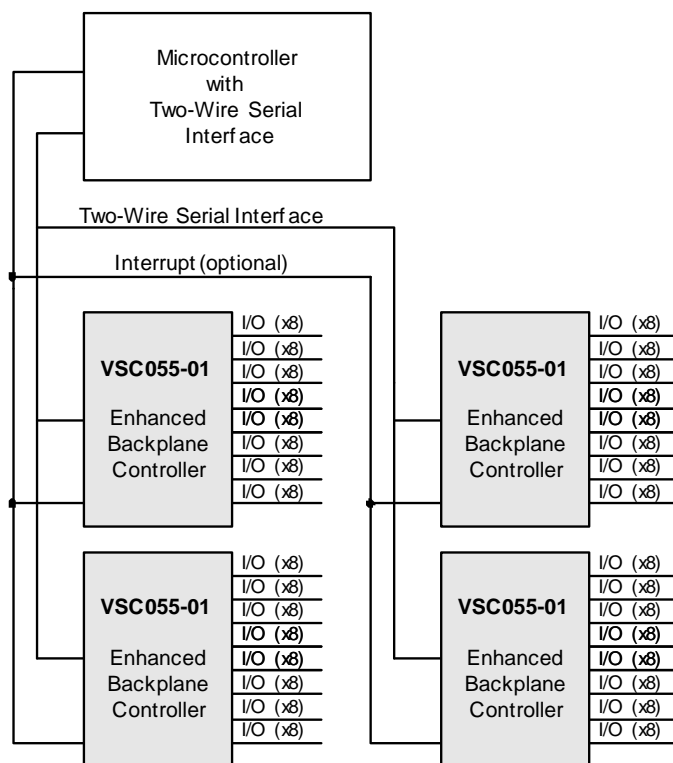 Microcontroller
with
Two-Wire Serial
Interface
Two-Wire Serial Interface
Interrupt (optional)
I/O (x8)
I/O (x8)
I/O (x8)
I/O (x8)
I/O (x8)
I/O (x8)
I/O (x8)
I/O (x8)
VSC055-01
Enhanced
Backplane
Controller
I/O (x8)
I/O (x8)
I/O (x8)
I/O (x8)
I/O (x8)
I/O (x8)
I/O (x8)
I/O (x8)
VSC055-01
Enhanced
Backplane
Controller
I/O (x8)
I/O (x8)
I/O (x8)
I/O (x8)
I/O (x8)
I/O (x8)
I/O (x8)
I/O (x8)
VSC055-01
Enhanced
Backplane
Controller
I/O (x8)
I/O (x8)
I/O (x8)
I/O (x8)
I/O (x8)
I/O (x8)
I/O (x8)
I/O (x8)
VSC055-01
Enhanced
Backplane
Controller